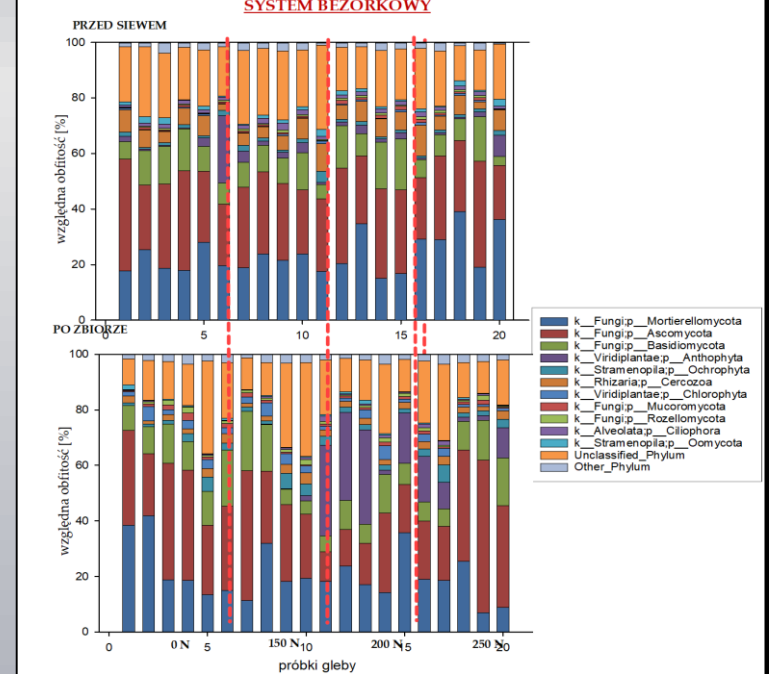 SYSTEM BEZORKOWY
PRZED SIEWEM
100
80
60
40
20
0
względna obfitość [%]
5
10
15
20
PO ZBIORZE
100
80
60
40
20
0
względna obfitość [%]
0
0 N
5
150 N
10
200 N
5
250 N
20
próbki gleby
k__Fungi;p__Mortierellomycota
k__Fungi;p__Ascomycota
k__Fungi;p__Basidiomycota
k__Viridiplantae;p__Anthophyta
k__Stramenopila;p__Ochrophyta
k__Rhizaria;p__Cercozoa
k__Viridiplantae;p__Chlorophyta
k__Fungi;p__Mucoromycota
k__Fungi;p__Rozellomycota
k__Alveolata;p__Ciliophora
k__Stramenopila;p__Oomycota
Unclassified_Phylum
Other_Phylum